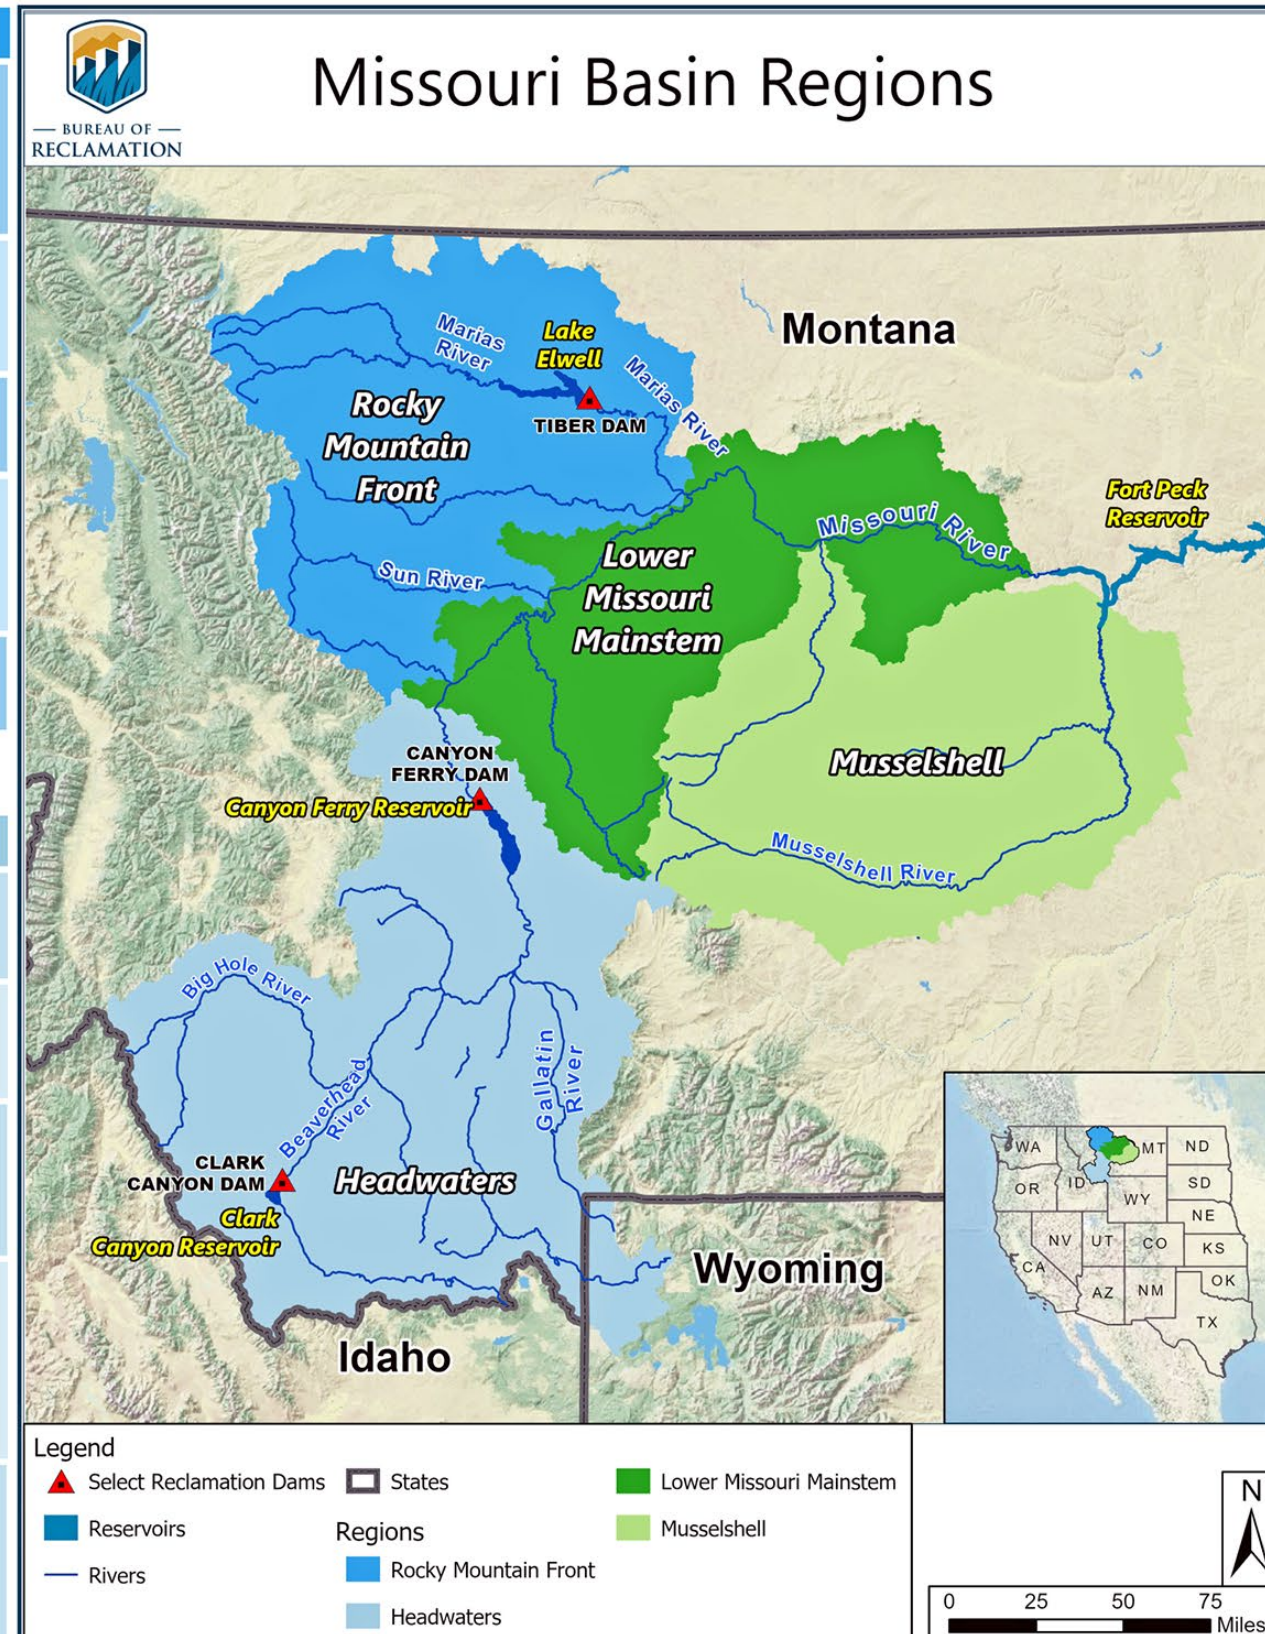 BUREAU OF
RECLAMATION
Missouri Basin Regions
Montana
Marias
River
Lake
Elwell
Marias River
TIBER DAM
Rocky
Mountain
Front
Fort Peck
Reservoir
Missouri River
Lower
Missouri
Mainstem
Sun River
CANYON
FERRY DAM
Canyon Ferry Reservoir
Musselshell
Musselshell River
Big Hole River
Gallatin
River
Beaverhead
River
CLARK
CANYON DAM
Headwaters
Clark
Canyon Reservoir
Wyoming
Idaho
WA
MT
ND
OR
ID
SD
WY
NE
NV
UT
CO
KS
CA
OK
AZ
NM
TX
Legend
Select Reclamation Dams
Reservoirs
Rivers
States
Regions
Rocky Mountain Front
Headwaters
Lower Missouri Mainstem
Musselshell
N
0 25 50 75
Miles